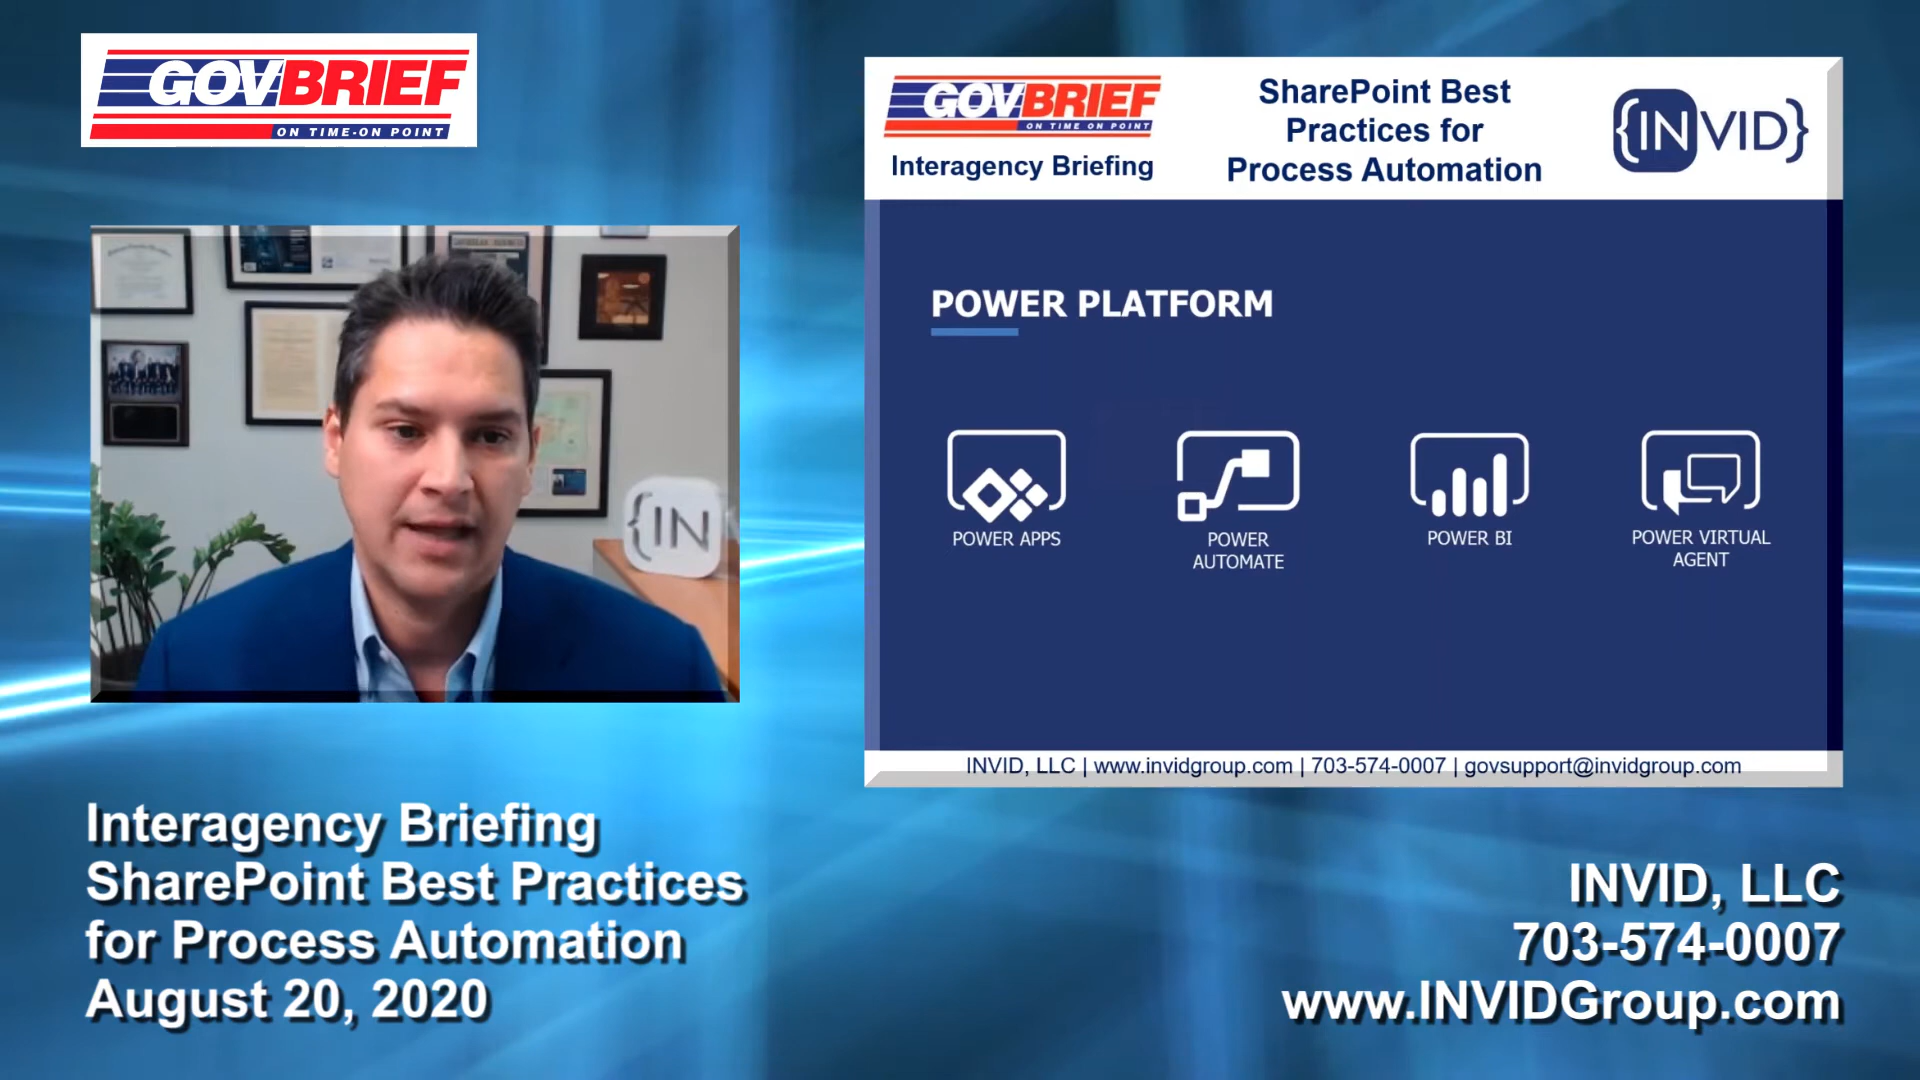 GOVBRIEF
ON TIME-ON POINT
GOVBRIEF
ON TIME ON POINT
Interagency Briefing
SharePoint Best
Practices for
Process Automation
{INVID}
POWER PLATFORM
POWER APPS
POWER
AUTOMATE
POWER BI
POWER VIRTUAL
AGENT
INVID, LLC | www.invidgroup.com | 703-574-0007 | govsupport@invidgroup.com
{IN
Interagency Briefing
SharePoint Best Practices
for Process Automation
August 20, 2020
INVID, LLC
703-574-0007
www.INVIDGroup.com